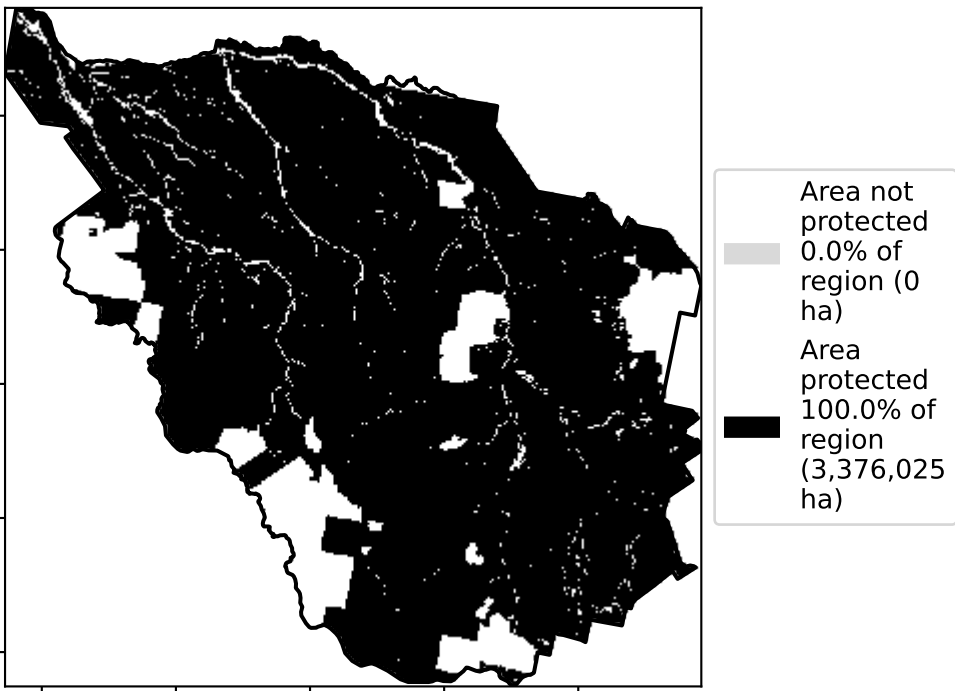 Area not
protected
0.0% of
region (0
ha)
Area
protected
100.0% of
region
(3,376,025
ha)